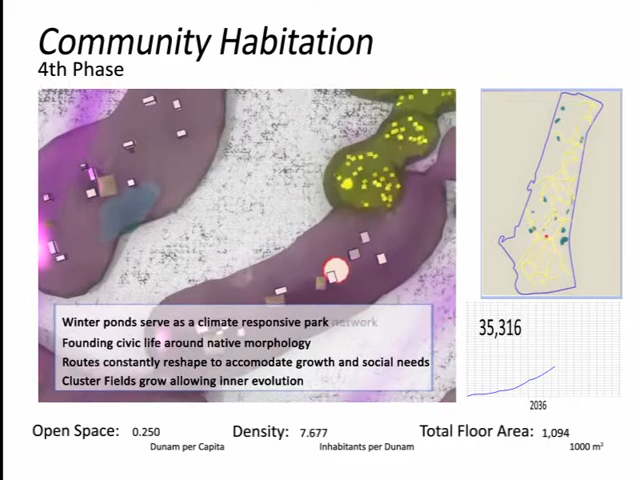 Community Habitation
4th Phase
Winter ponds serve as a climate responsive park network
Founding civic life around native morphology
Routes constantly reshape to accomodate growth and social needs
Cluster Fields grow allowing inner evolution
35,316
2036
Open Space: 0.250
Dunam per Capita
Density: 7.677
Inhabitants per Dunam
Total Floor Area: 1,094
1000 m²